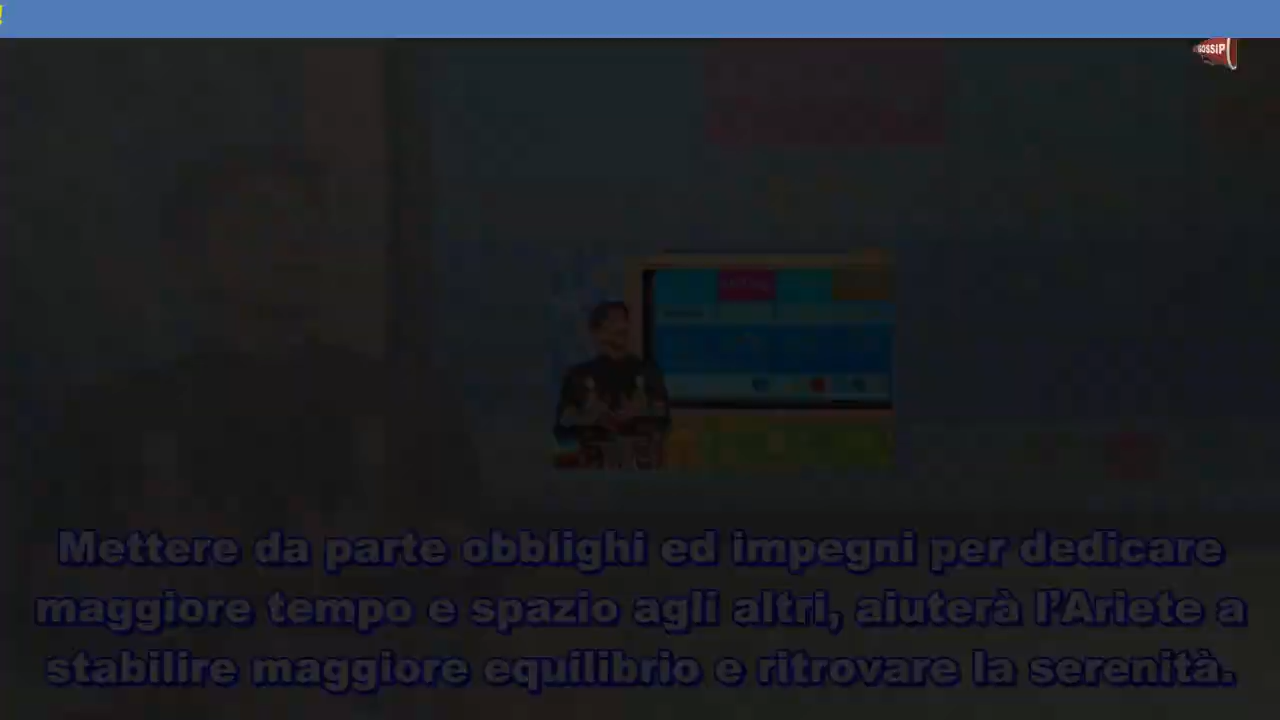 !
GOSSIP
Mettere da parte obblighi ed impegni per dedicare
maggiore tempo e spazio agli altri, aiuterà l'Ariete a
stabilire maggiore equilibrio e ritrovare la serenità.